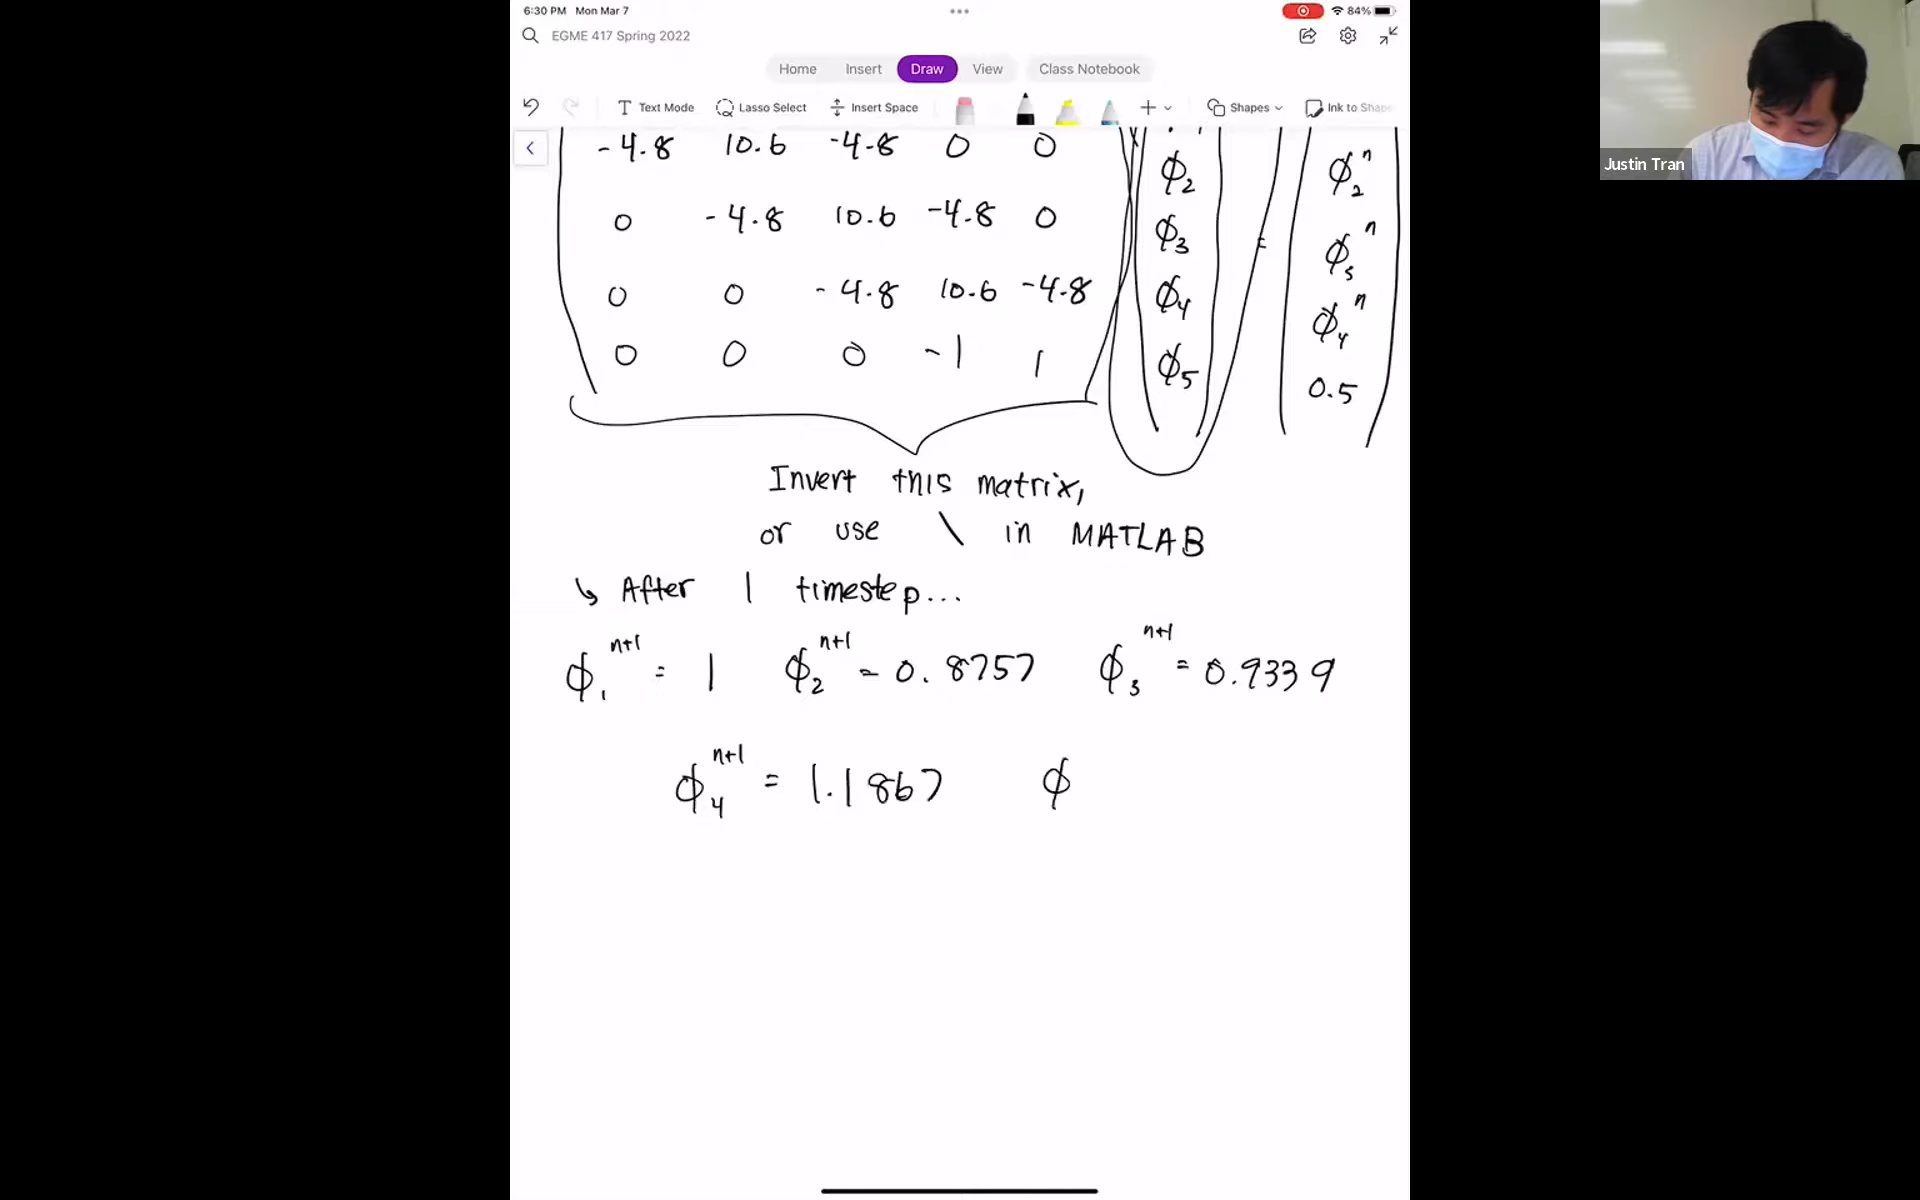 6:30 PM Mon Mar 7
84%
EGME 417 Spring 2022
Home Insert Draw View Class Notebook
Text Mode Lasso Select Insert Space Shapes Ink to Shape
Justin Tran
-4.8 10.6 -4.8 0 0 ϕ₂ ϕ₂ⁿ
0 -4.8 10.6 -4.8 0 ϕ₃ = ϕ₃ⁿ
0 0 -4.8 10.6 -4.8 ϕ₄ ϕ₄ⁿ
0 0 0 -1 1 ϕ₅ 0.5
Invert this matrix,
or use \ in MATLAB
↳ After 1 timestep...
ϕ₁ⁿ⁺¹ = 1 ϕ₂ⁿ⁺¹ = 0.8757 ϕ₃ⁿ⁺¹ = 0.9339
ϕ₄ⁿ⁺¹ = 1.1867 ϕ